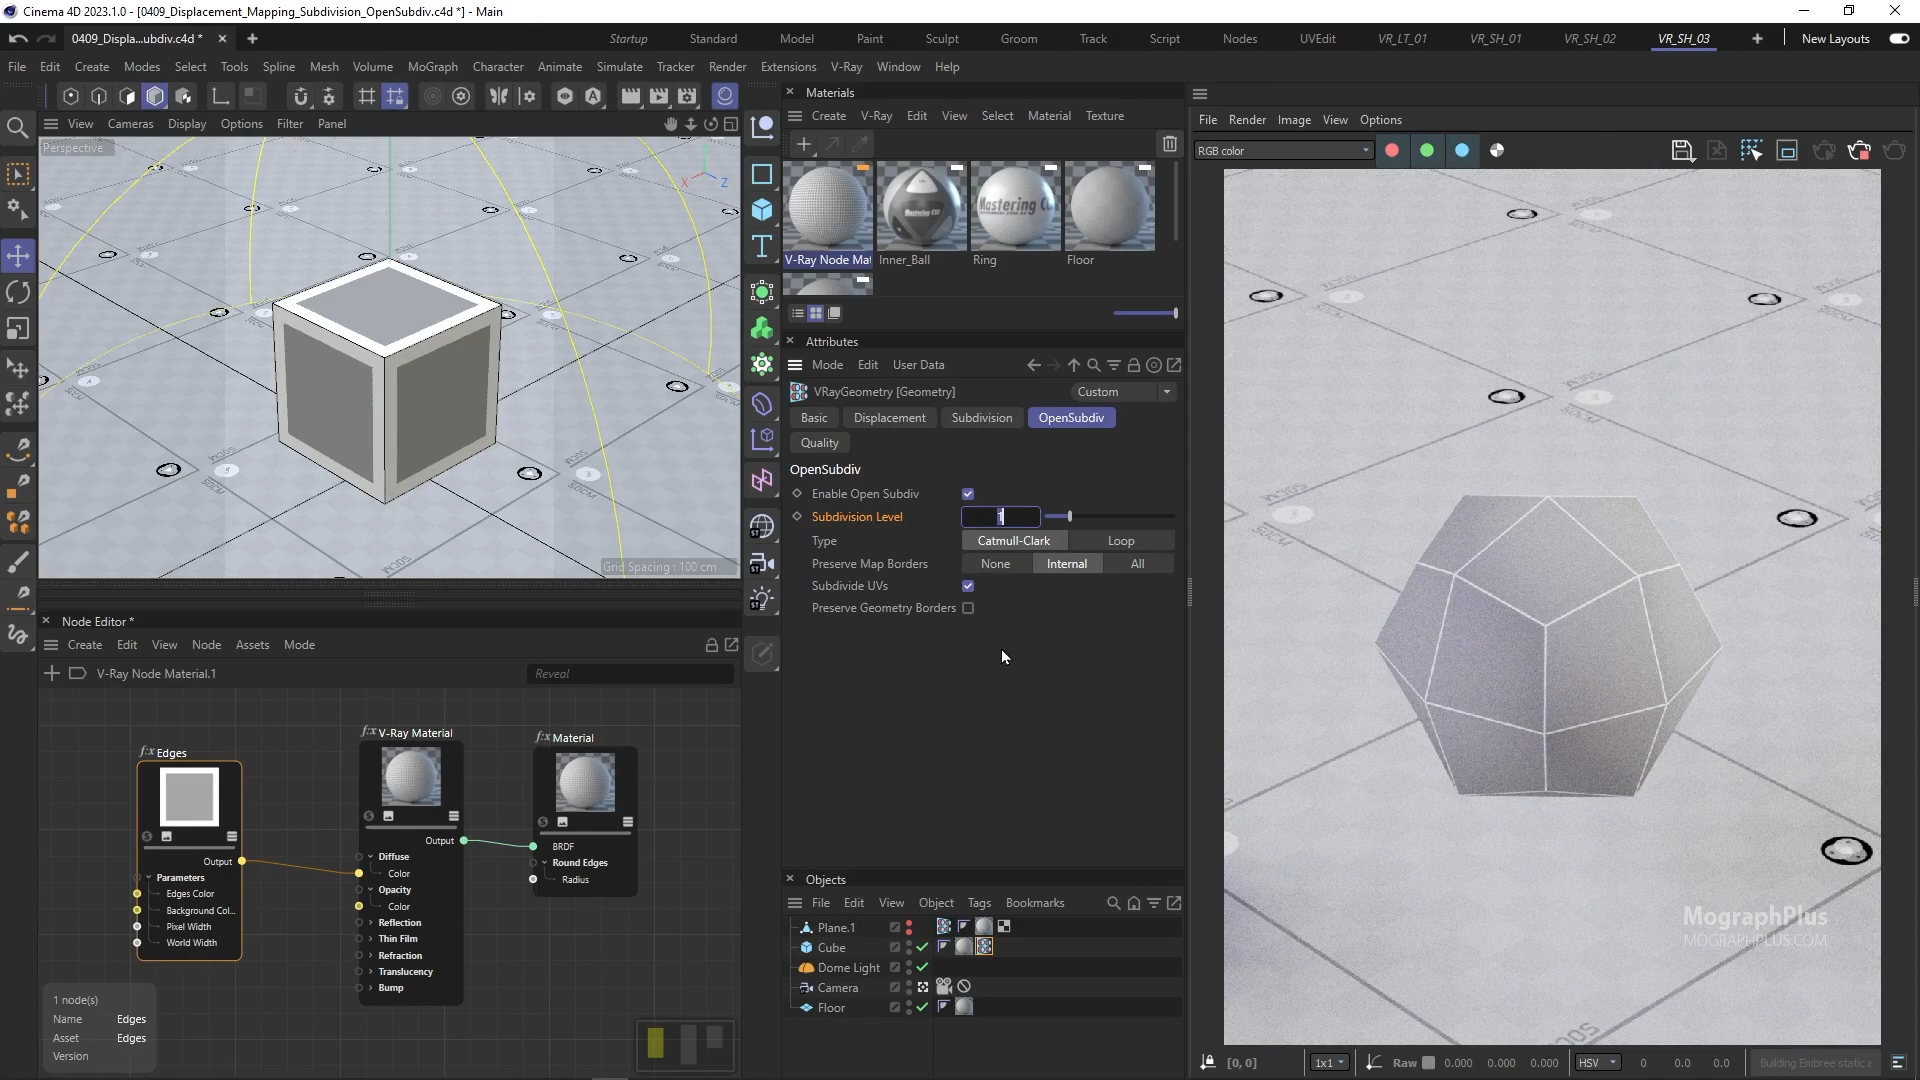 Cinema 4D 2023.1.0 - [0409_Displacement_Mapping_Subdivision_OpenSubdiv.c4d *] - Main
0409_Displa...ubdiv.c4d *
Startup Standard Model Paint Sculpt Groom Track Script Nodes UVEdit VR_LT_01 VR_SH_01 VR_SH_02 VR_SH_03 New Layouts
File Edit Create Modes Select Tools Spline Mesh Volume MoGraph Character Animate Simulate Tracker Render Extensions V-Ray Window Help
View Cameras Display Options Filter Panel
Perspective
X Y Z
Grid Spacing : 100 cm
Materials
Create V-Ray Edit View Select Material Texture
V-Ray Node Mat Inner_Ball Ring Floor
Attributes
Mode Edit User Data
VRayGeometry [Geometry] Custom
Basic Displacement Subdivision OpenSubdiv
Quality
OpenSubdiv
Enable Open Subdiv
Subdivision Level 1
Type Catmull-Clark Loop
Preserve Map Borders None Internal All
Subdivide UVs
Preserve Geometry Borders
Node Editor *
Create Edit View Node Assets Mode
V-Ray Node Material.1 Reveal
Edges
Output
Parameters
Edges Color
Background Col...
Pixel Width
World Width
V-Ray Material
Output
Diffuse
Color
Opacity
Color
Reflection
Thin Film
Refraction
Translucency
Bump
Material
BRDF
Round Edges
Radius
1 node(s)
Name Edges
Asset Edges
Version
Objects
File Edit View Object Tags Bookmarks
Plane.1
Cube
Dome Light
Camera
Floor
File Render Image View Options
RGB color
MographPlus
MOGRAPHPLUS.COM
[0,0] 1x1 Raw 0.000 0.000 0.000 HSV 0 0.0 0.0 Building Embree static a